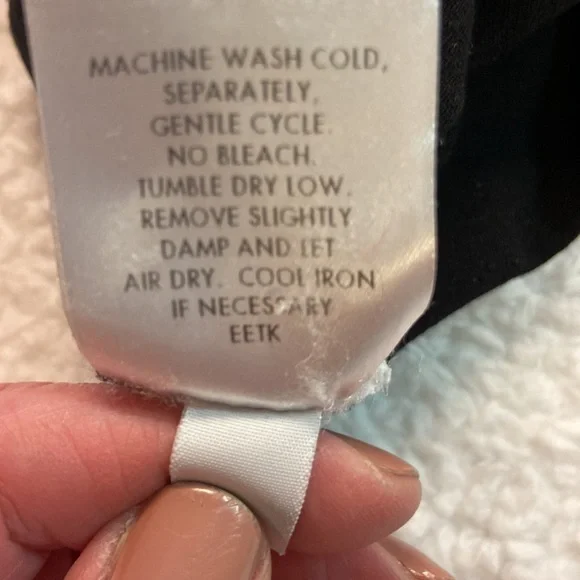 MACHINE WASH COLD,
SEPARATELY,
GENTLE CYCLE.
NO BLEACH.
TUMBLE DRY LOW.
REMOVE SLIGHTLY
DAMP AND LET
AIR DRY. COOL IRON
IF NECESSARY
EETK